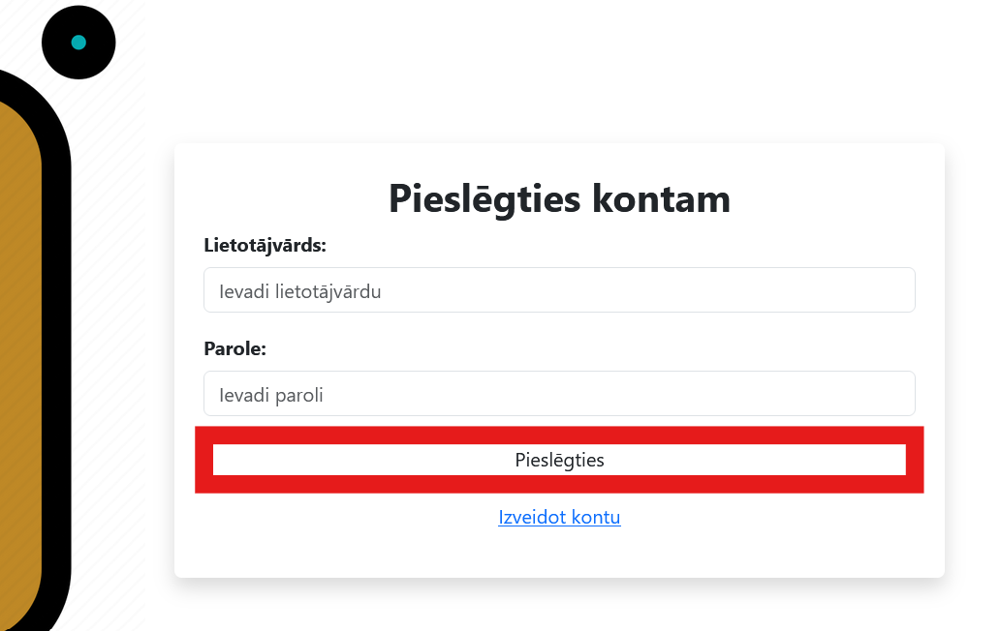 Pieslēgties kontam
Lietotājvārds:
Ievadi lietotājvārdu
Parole:
Ievadi paroli
Pieslēgties
Izveidot kontu